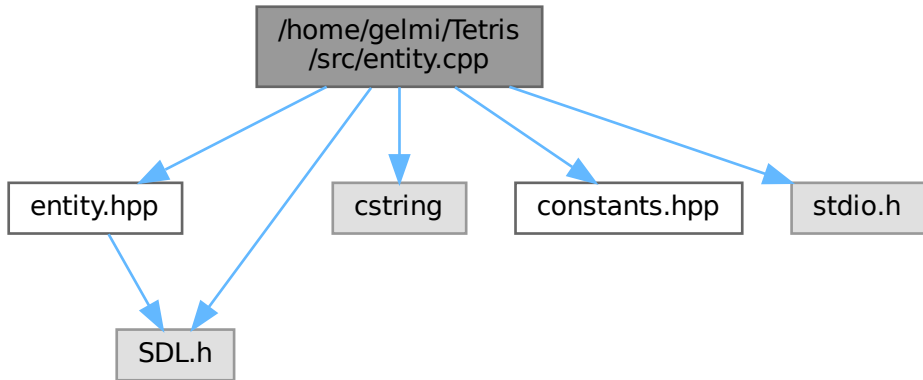 /home/gelmi/Tetris
/src/entity.cpp
entity.hpp
cstring
constants.hpp
stdio.h
SDL.h